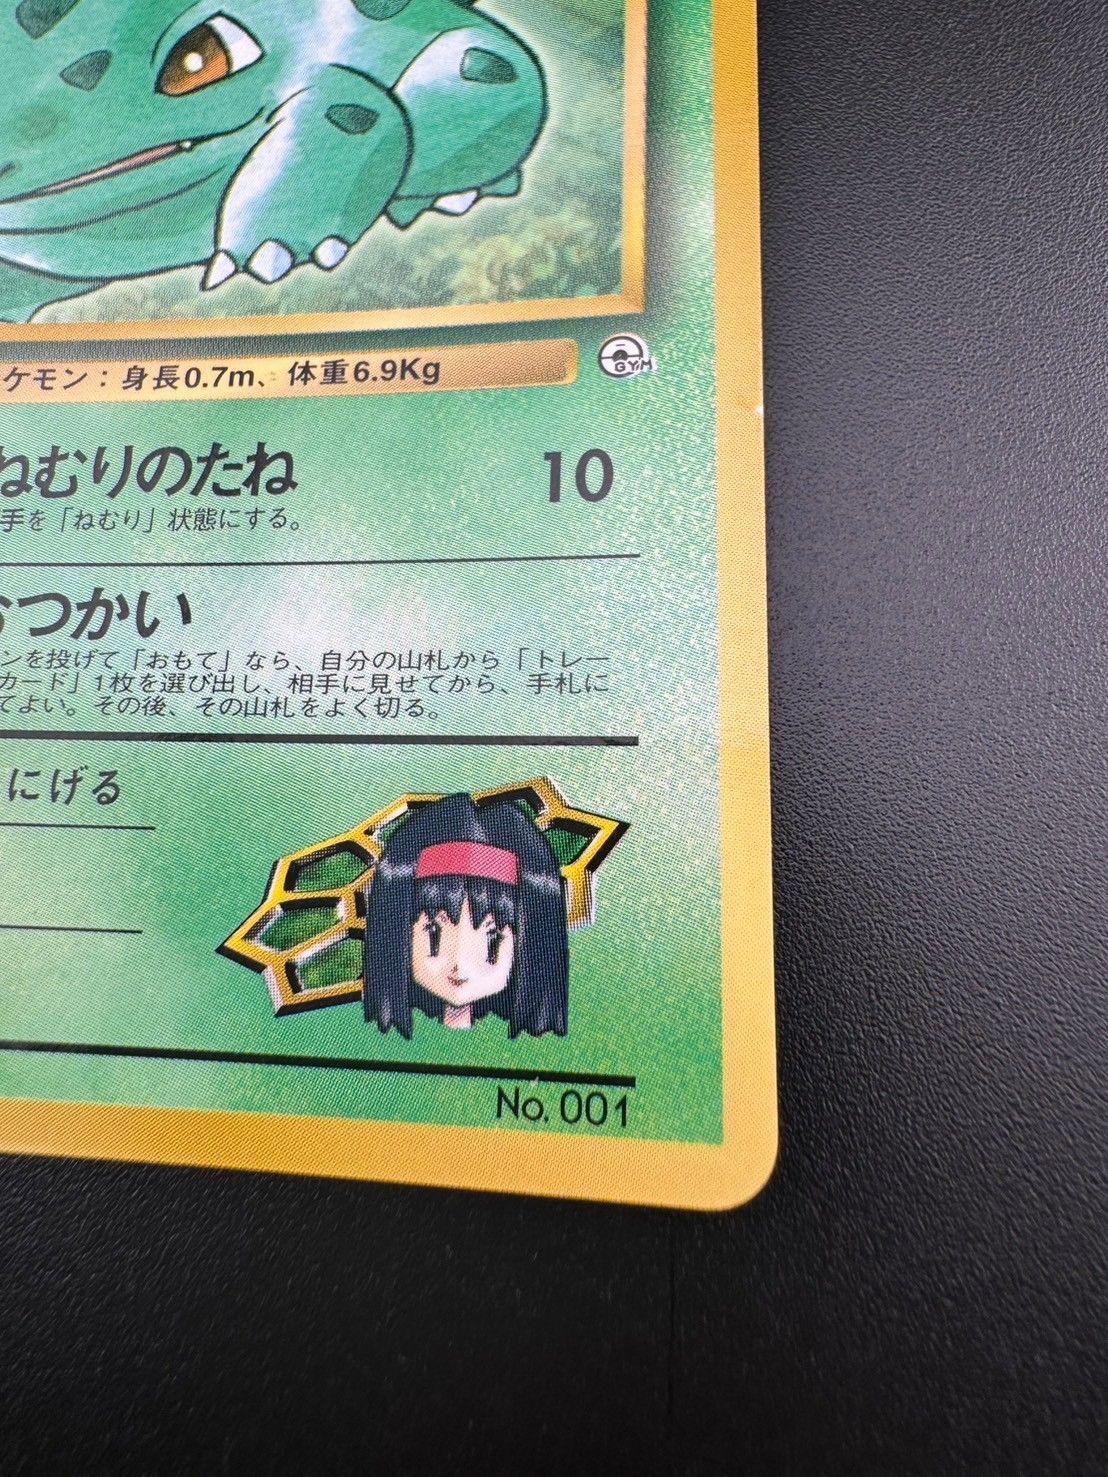 ケモン：身長0.7m、体重6.9Kg
GYM
ねむりのたね 10
手を「ねむり」状態にする。
おつかい
ンを投げて「おもて」なら、自分の山札から「トレー
カード」1枚を選び出し、相手に見せてから、手札に
てよい。その後、その山札をよく切る。
にげる
No. 001